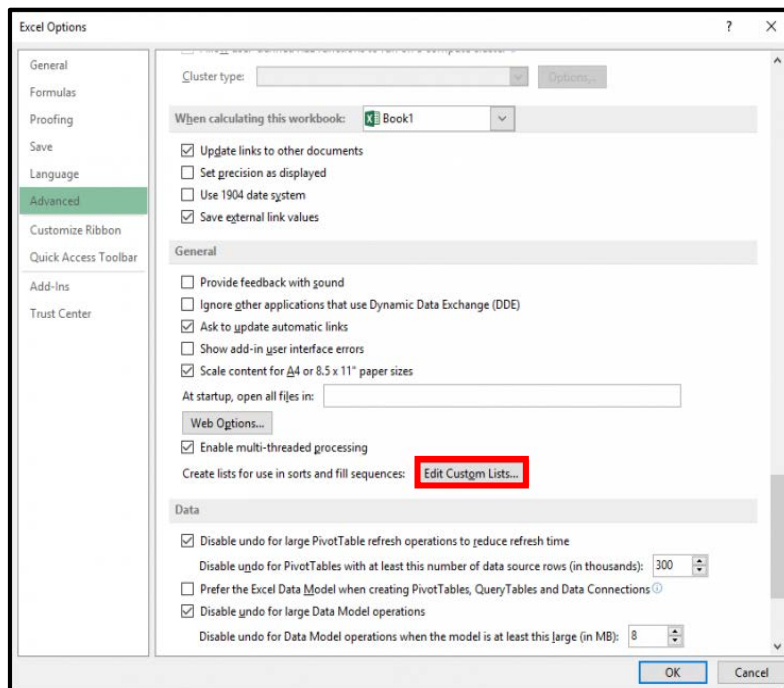 Excel Options
?
General
Formulas
Proofing
Save
Language
Advanced
Customize Ribbon
Quick Access Toolbar
Add-Ins
Trust Center
Cluster type:
Options...
When calculating this workbook: Book1
Update links to other documents
Set precision as displayed
Use 1904 date system
Save external link values
General
Provide feedback with sound
Ignore other applications that use Dynamic Data Exchange (DDE)
Ask to update automatic links
Show add-in user interface errors
Scale content for A4 or 8.5 x 11" paper sizes
At startup, open all files in:
Web Options...
Enable multi-threaded processing
Create lists for use in sorts and fill sequences: Edit Custom Lists...
Data
Disable undo for large PivotTable refresh operations to reduce refresh time
Disable undo for PivotTables with at least this number of data source rows (in thousands): 300
Prefer the Excel Data Model when creating PivotTables, QueryTables and Data Connections
Disable undo for large Data Model operations
Disable undo for Data Model operations when the model is at least this large (in MB): 8
OK
Cancel